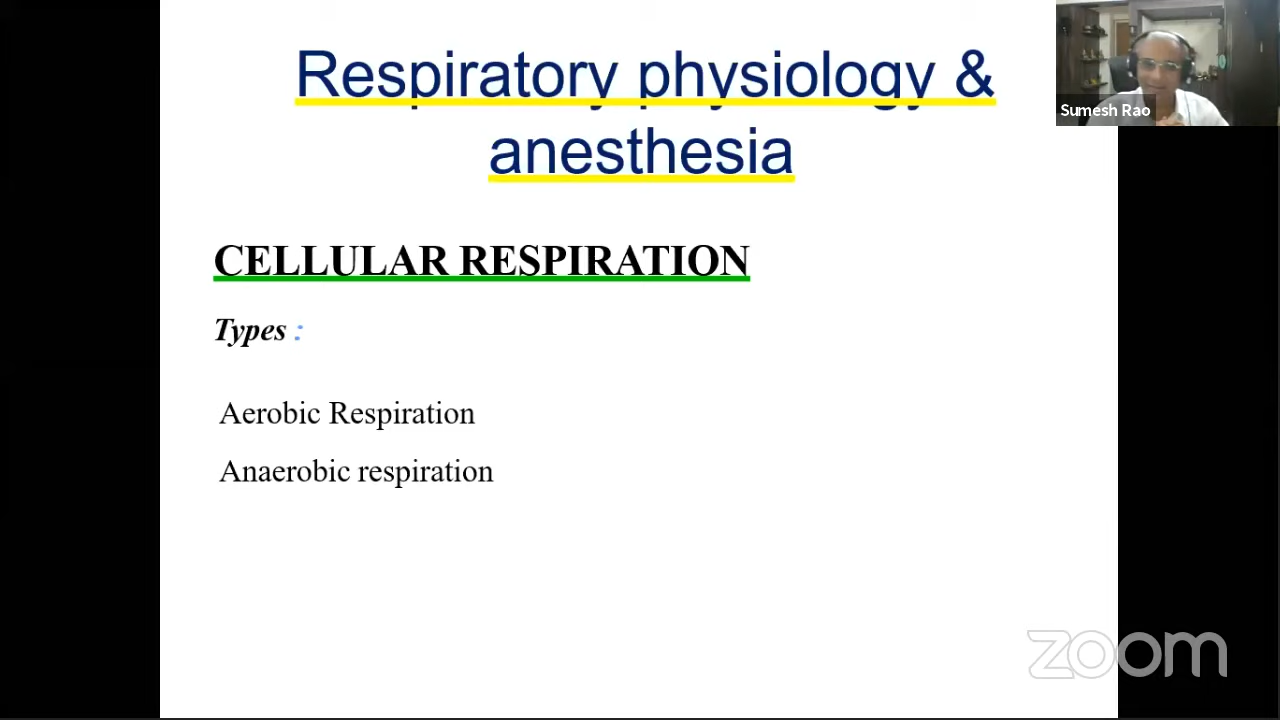 Respiratory physiology &
anesthesia
Sumesh Rao
CELLULAR RESPIRATION
Types :
Aerobic Respiration
Anaerobic respiration
zoom